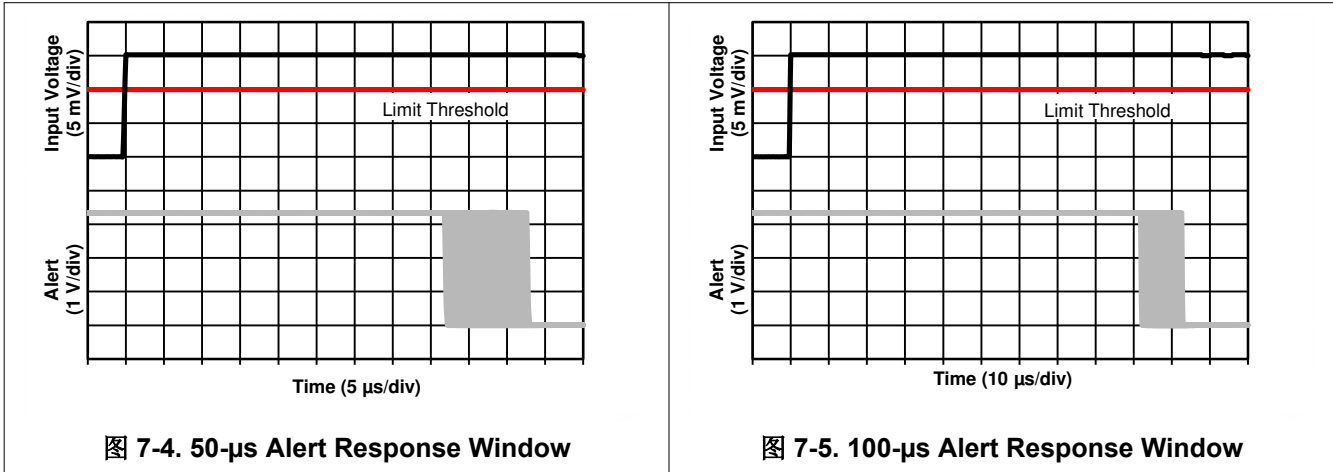 Input Voltage
(5 mV/div)
Limit Threshold
Alert
(1 V/div)
Time (5 µs/div)
图 7-4. 50-µs Alert Response Window
Input Voltage
(5 mV/div)
Limit Threshold
Alert
(1 V/div)
Time (10 µs/div)
图 7-5. 100-µs Alert Response Window